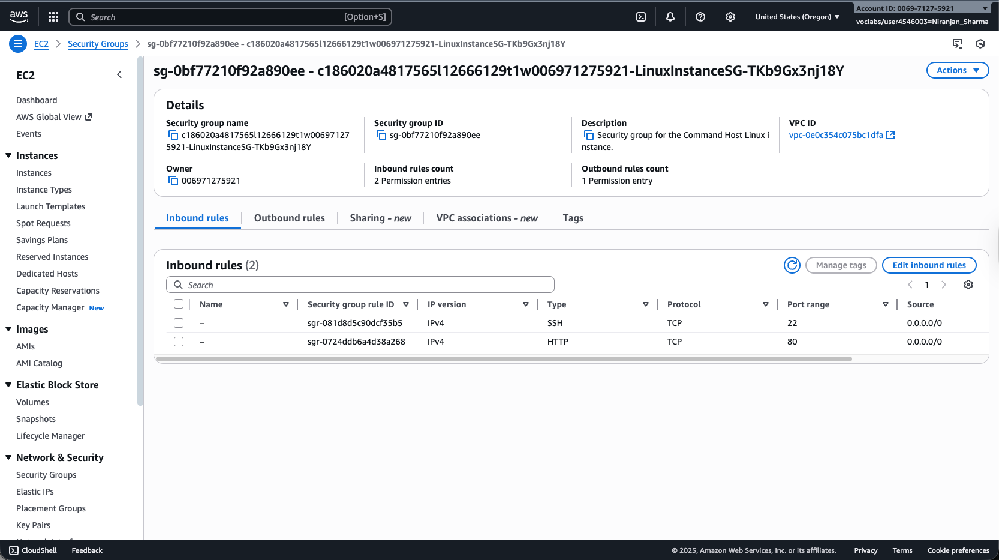 aws
Search
[Option+S]
United States (Oregon)
Account ID: 0069-7127-5921
voclabs/user4546003=Niranjan_Sharma
EC2
Security Groups
sg-0bf77210f92a890ee - c186020a4817565l12666129t1w006971275921-LinuxInstanceSG-TKb9Gx3nj18Y
EC2
Dashboard
AWS Global View
Events
Instances
Instances
Instance Types
Launch Templates
Spot Requests
Savings Plans
Reserved Instances
Dedicated Hosts
Capacity Reservations
Capacity Manager New
Images
AMIs
AMI Catalog
Elastic Block Store
Volumes
Snapshots
Lifecycle Manager
Network & Security
Security Groups
Elastic IPs
Placement Groups
Key Pairs
sg-0bf77210f92a890ee - c186020a4817565l12666129t1w006971275921-LinuxInstanceSG-TKb9Gx3nj18Y
Actions
Details
Security group name
c186020a4817565l12666129t1w00697127
5921-LinuxInstanceSG-TKb9Gx3nj18Y
Security group ID
sg-0bf77210f92a890ee
Description
Security group for the Command Host Linux i
nstance.
VPC ID
vpc-0e0c354c075bc1dfa
Owner
006971275921
Inbound rules count
2 Permission entries
Outbound rules count
1 Permission entry
Inbound rules
Outbound rules
Sharing - new
VPC associations - new
Tags
Inbound rules (2)
Manage tags
Edit inbound rules
Search
1
Name Security group rule ID IP version Type Protocol Port range Source
– sgr-081d8d5c90dcf35b5 IPv4 SSH TCP 22 0.0.0.0/0
– sgr-0724ddb6a4d38a268 IPv4 HTTP TCP 80 0.0.0.0/0
CloudShell
Feedback
© 2025, Amazon Web Services, Inc. or its affiliates.
Privacy
Terms
Cookie preferences